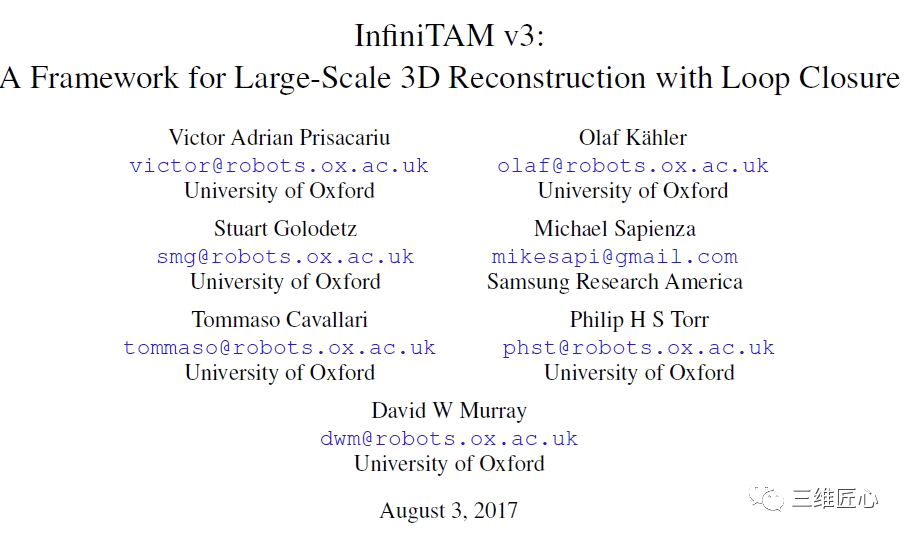 InfiniTAM v3:
A Framework for Large-Scale 3D Reconstruction with Loop Closure
Victor Adrian Prisacariu
victor@robots.ox.ac.uk
University of Oxford
Olaf Kähler
olaf@robots.ox.ac.uk
University of Oxford
Stuart Golodetz
smg@robots.ox.ac.uk
University of Oxford
Michael Sapienza
mikesapi@gmail.com
Samsung Research America
Tommaso Cavallari
tommaso@robots.ox.ac.uk
University of Oxford
Philip H S Torr
phst@robots.ox.ac.uk
University of Oxford
David W Murray
dwm@robots.ox.ac.uk
University of Oxford
August 3, 2017
三维匠心